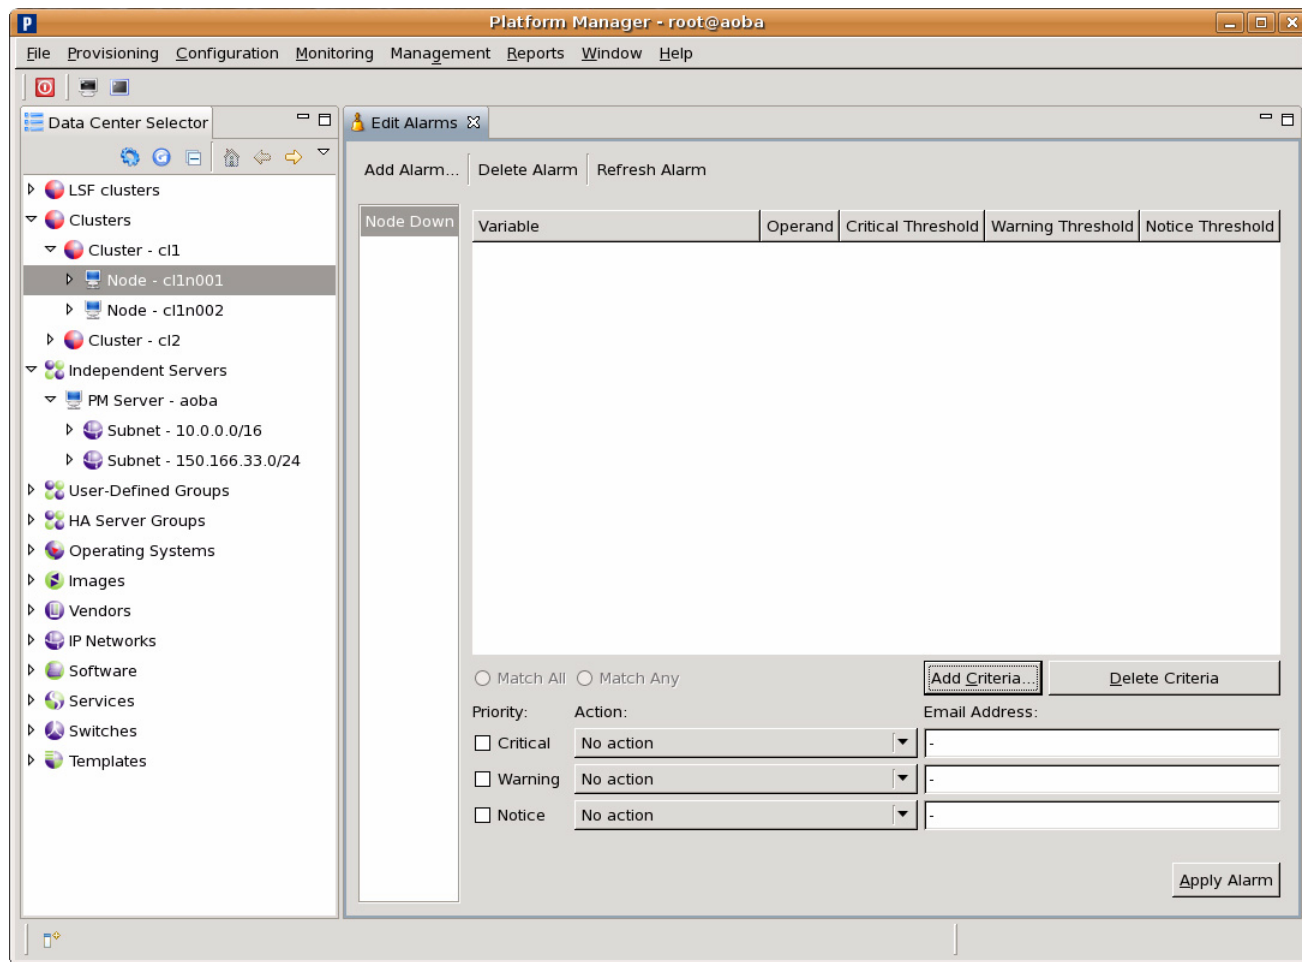 Platform Manager - root@aoba
File Provisioning Configuration Monitoring Management Reports Window Help
Data Center Selector
LSF clusters
Clusters
Cluster - cl1
Node - cl1n001
Node - cl1n002
Cluster - cl2
Independent Servers
PM Server - aoba
Subnet - 10.0.0.0/16
Subnet - 150.166.33.0/24
User-Defined Groups
HA Server Groups
Operating Systems
Images
Vendors
IP Networks
Software
Services
Switches
Templates
Edit Alarms
Add Alarm... Delete Alarm Refresh Alarm
Node Down
Variable Operand Critical Threshold Warning Threshold Notice Threshold
Match All Match Any Add Criteria... Delete Criteria
Priority: Action: Email Address:
Critical No action -
Warning No action -
Notice No action -
Apply Alarm